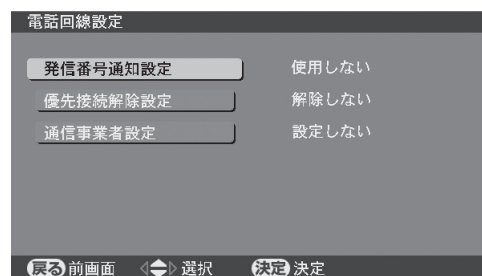 電話回線設定
発信番号通知設定 使用しない
優先接続解除設定 解除しない
通信事業者設定 設定しない
戻る 前画面 選択 決定 決定